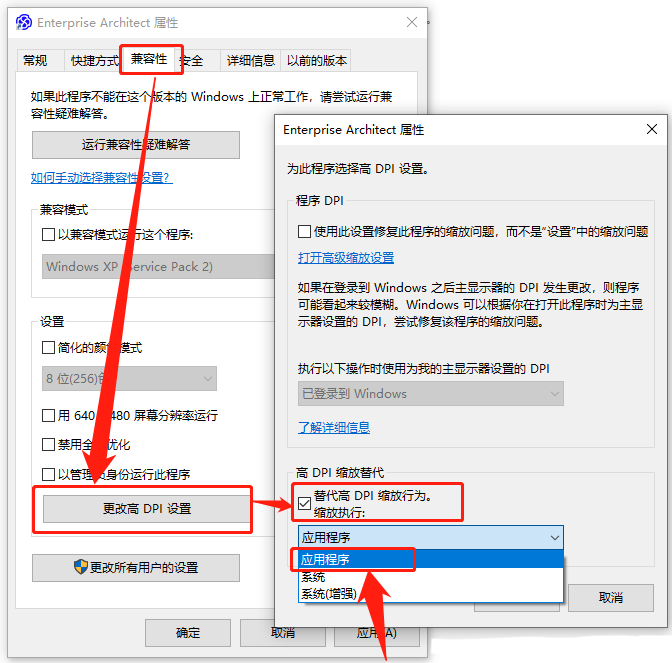 Enterprise Architect 属性
常规 快捷方式 兼容性 安全 详细信息 以前的版本
如果此程序不能在这个版本的 Windows 上正常工作，请尝试运行兼
容性疑难解答。
运行兼容性疑难解答
如何手动选择兼容性设置?
兼容模式
以兼容模式运行这个程序:
Windows XP (Service Pack 2)
设置
简化的颜色模式
8 位(256)
用 640 480 屏幕分辨率运行
禁用全 优化
以管理员身份运行此程序
更改高 DPI 设置
更改所有用户的设置
确定 取消 应用(A)
Enterprise Architect 属性
为此程序选择高 DPI 设置。
程序 DPI
使用此设置修复此程序的缩放问题，而不是“设置”中的缩放问题
打开高级缩放设置
如果在登录到 Windows 之后主显示器的 DPI 发生更改，则程序
可能看起来较模糊。Windows 可以根据你在打开此程序时为主显
示器设置的 DPI，尝试修复该程序的缩放问题。
执行以下操作时使用为我的主显示器设置的 DPI
已登录到 Windows
了解详细信息
高 DPI 缩放替代
替代高 DPI 缩放行为。
缩放执行:
应用程序
应用程序
系统
系统(增强)
取消